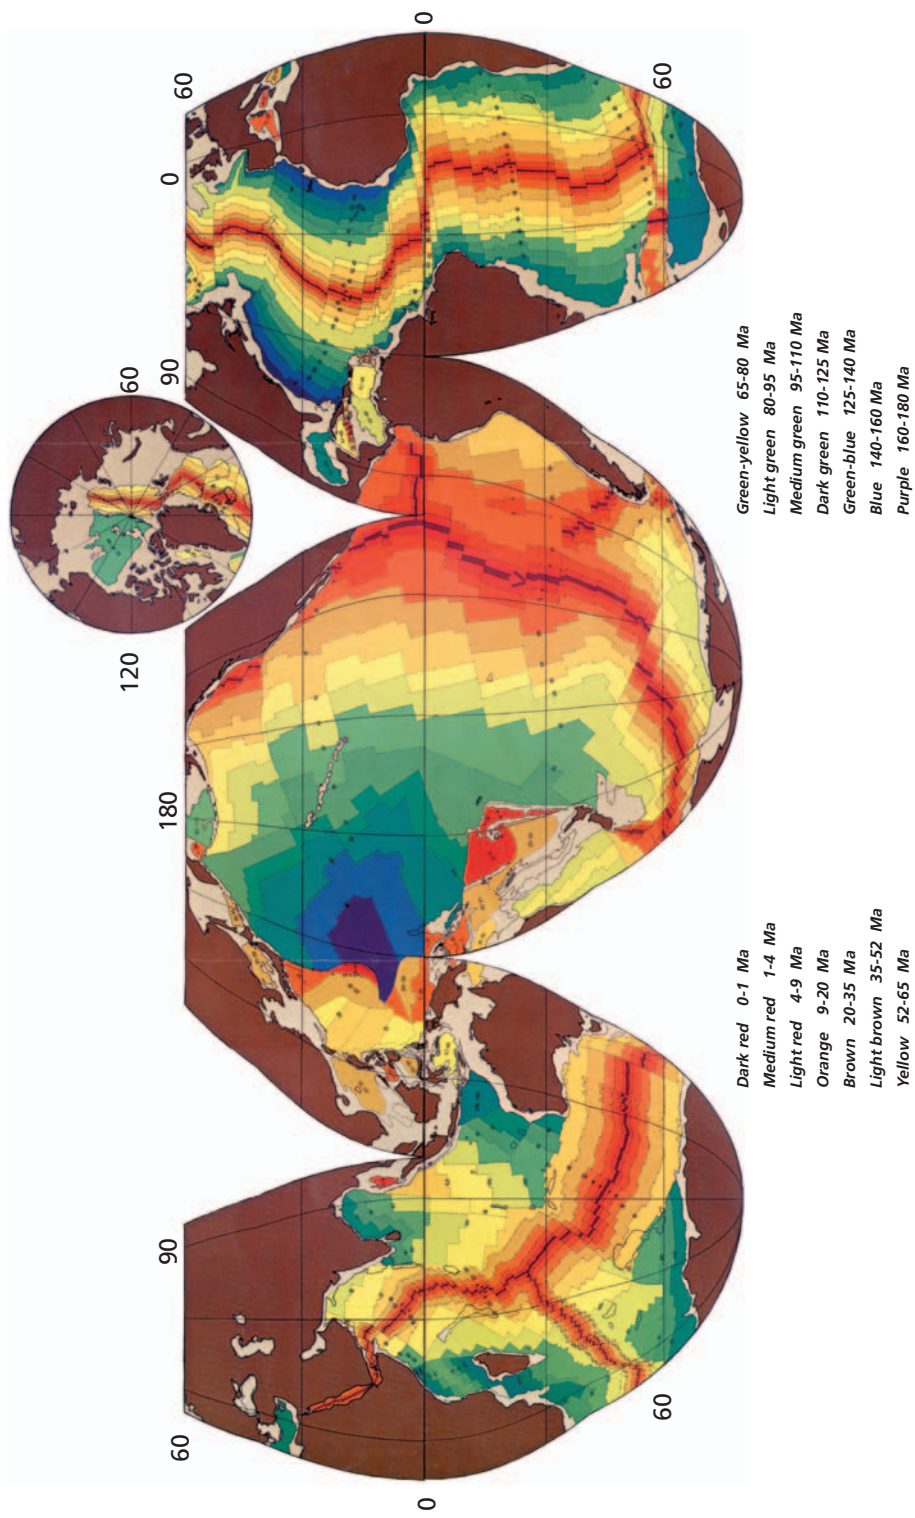 120
60
60
90
180
90
0
60
0
0
60
60
Dark red 0-1 Ma
Medium red 1-4 Ma
Light red 4-9 Ma
Orange 9-20 Ma
Brown 20-35 Ma
Light brown 35-52 Ma
Yellow 52-65 Ma
Green-yellow 65-80 Ma
Light green 80-95 Ma
Medium green 95-110 Ma
Dark green 110-125 Ma
Green-blue 125-140 Ma
Blue 140-160 Ma
Purple 160-180 Ma